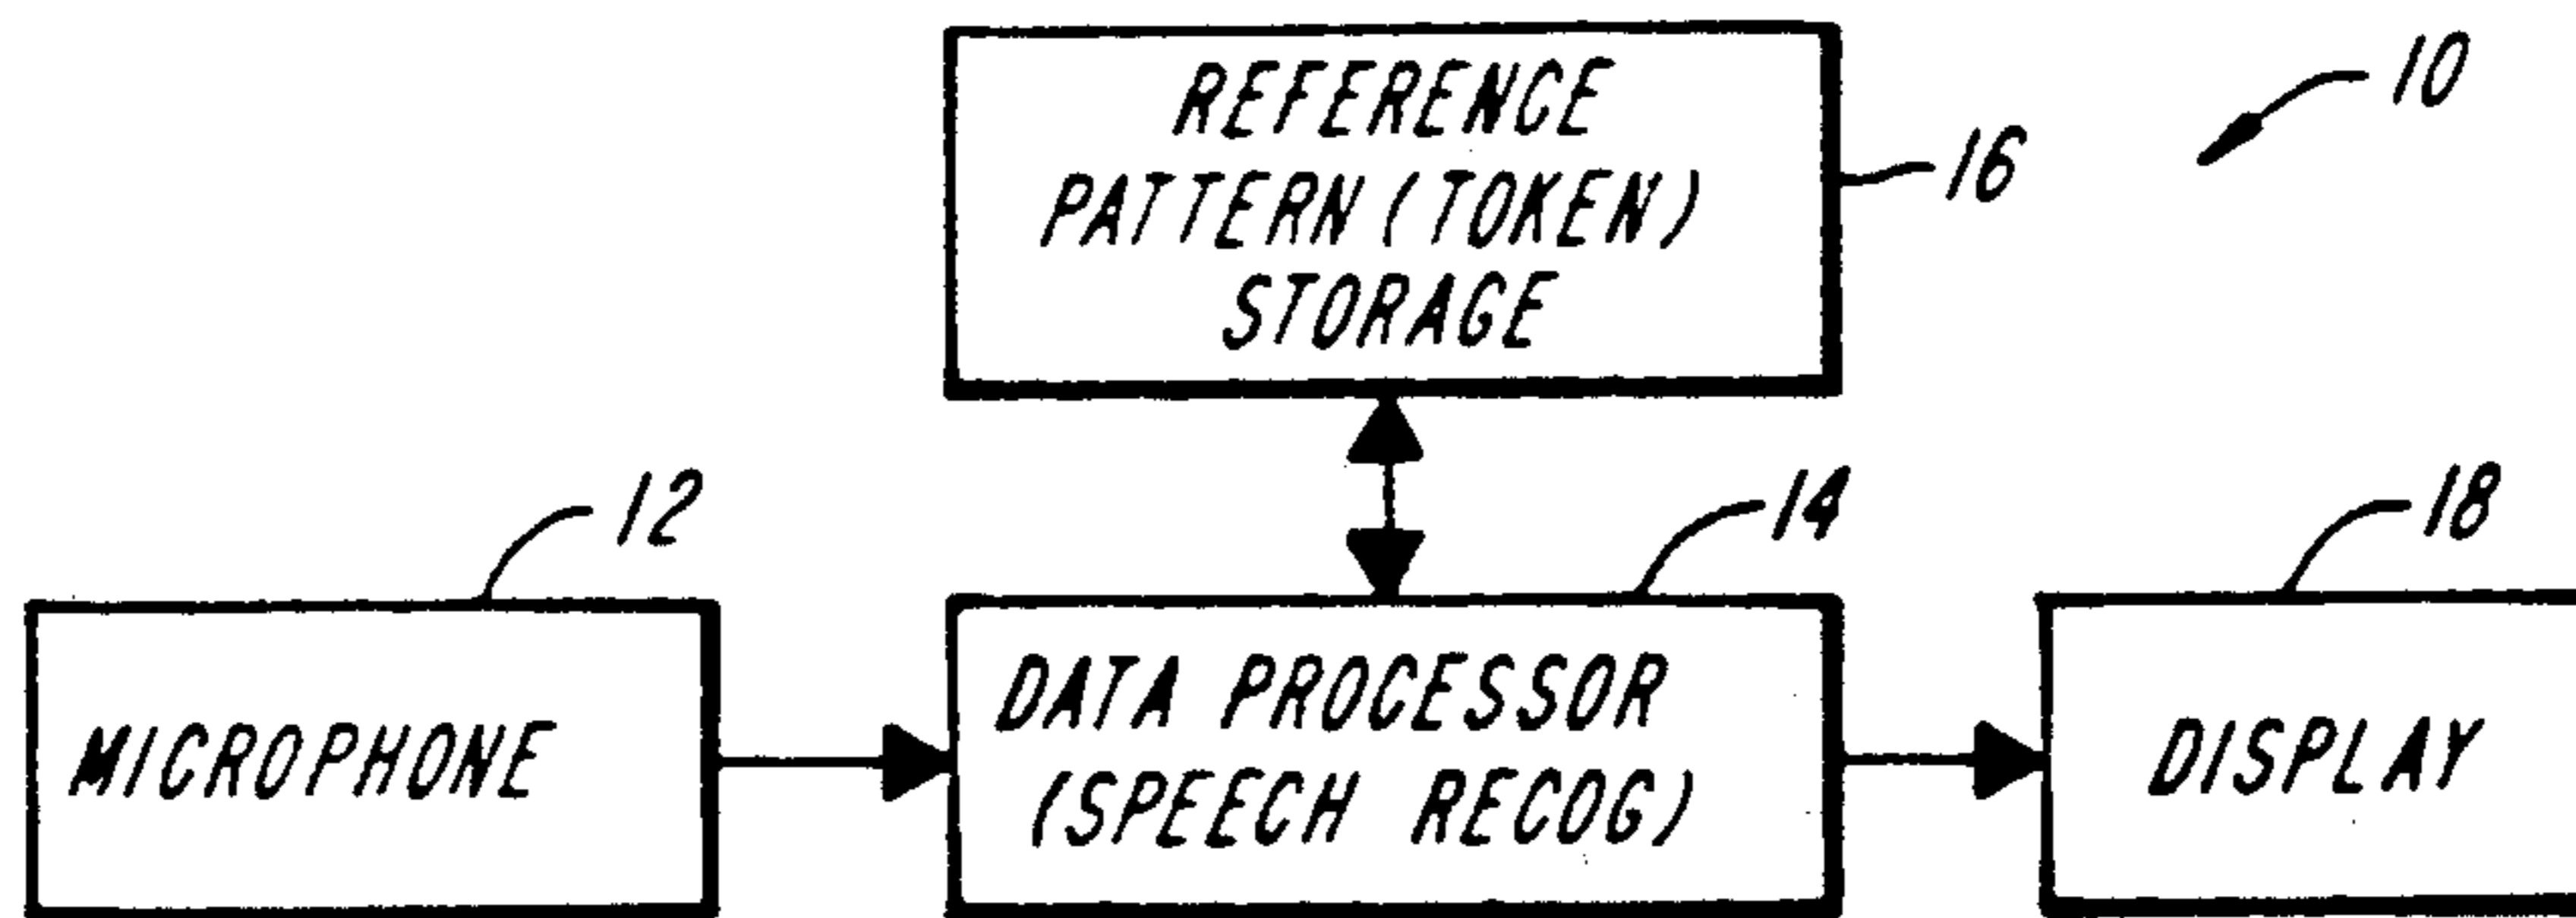 REFERENCE
PATTERN (TOKEN)
STORAGE
10
16
12
14
18
MICROPHONE
DATA PROCESSOR
(SPEECH RECOG)
DISPLAY